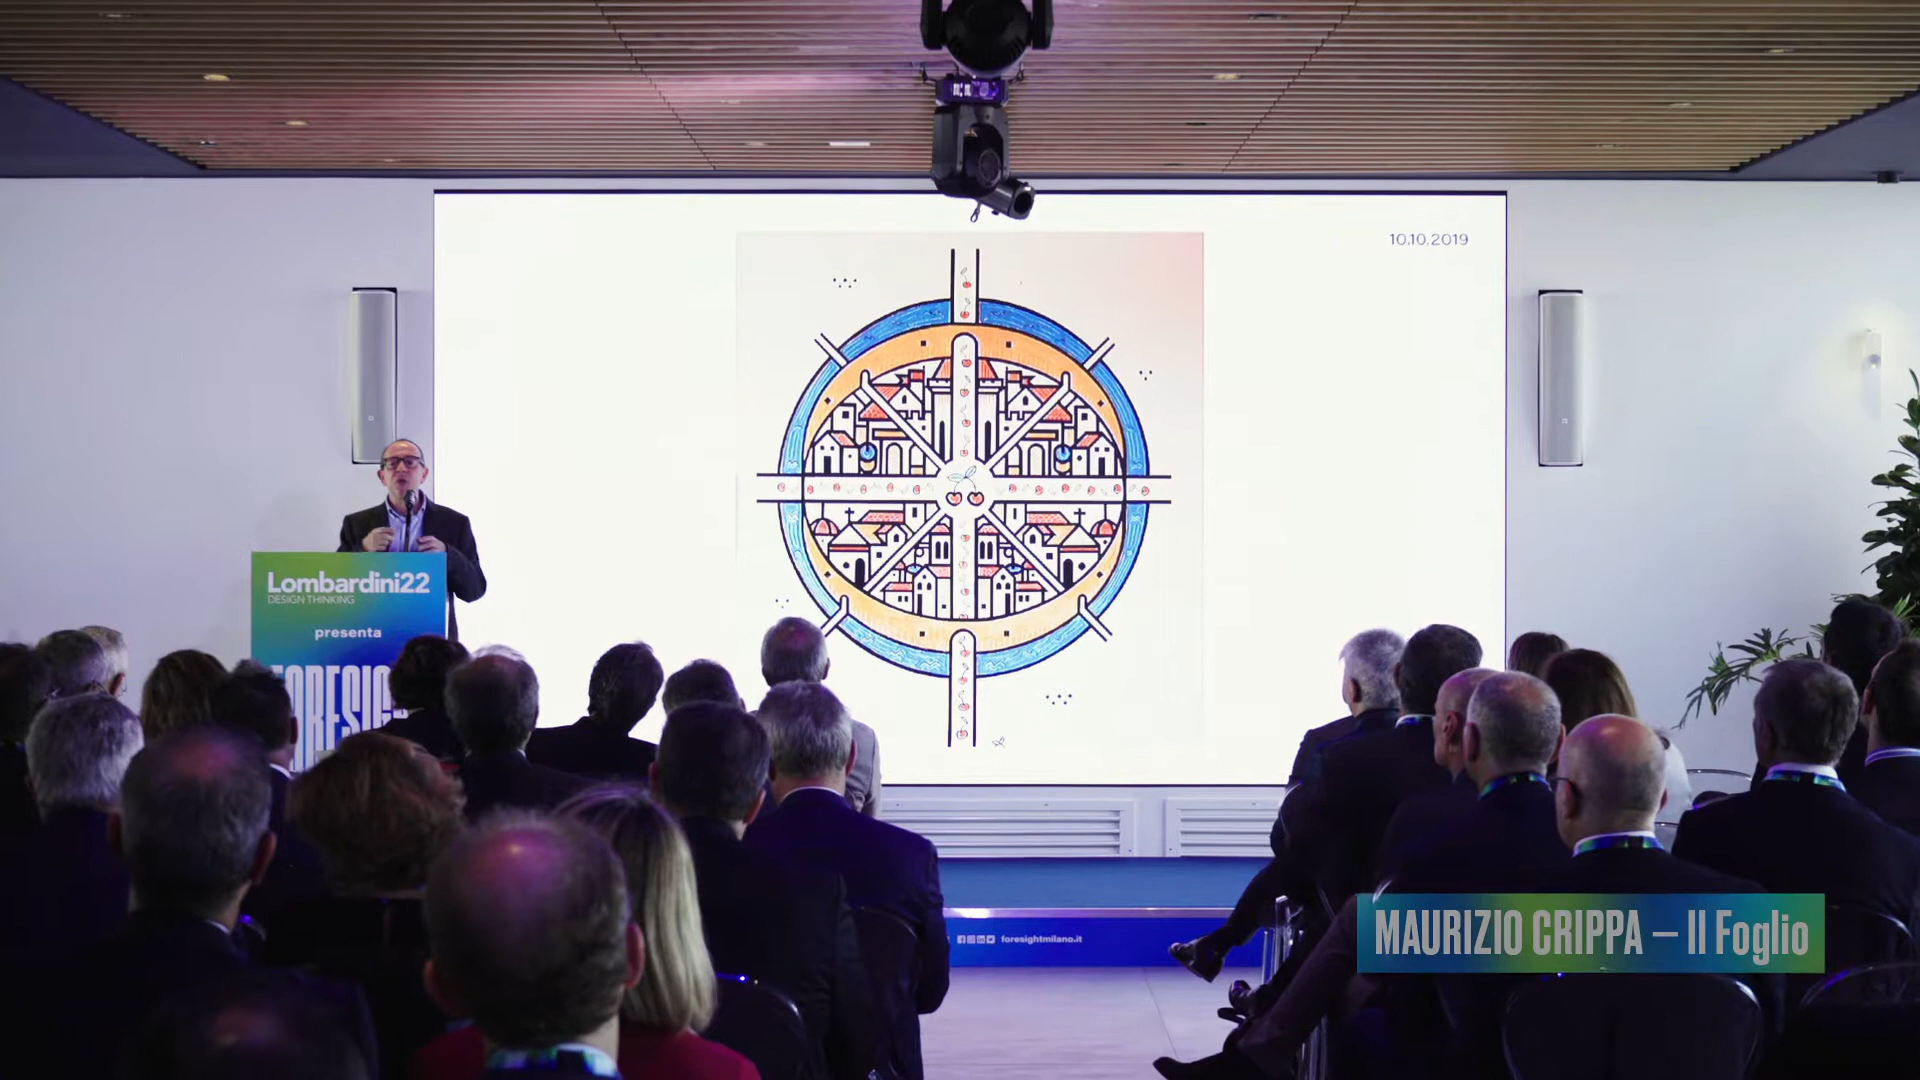 10.10.2019
Lombardini22
DESIGN THINKING
presenta
foresightmilano.it
MAURIZIO CRIPPA – Il Foglio